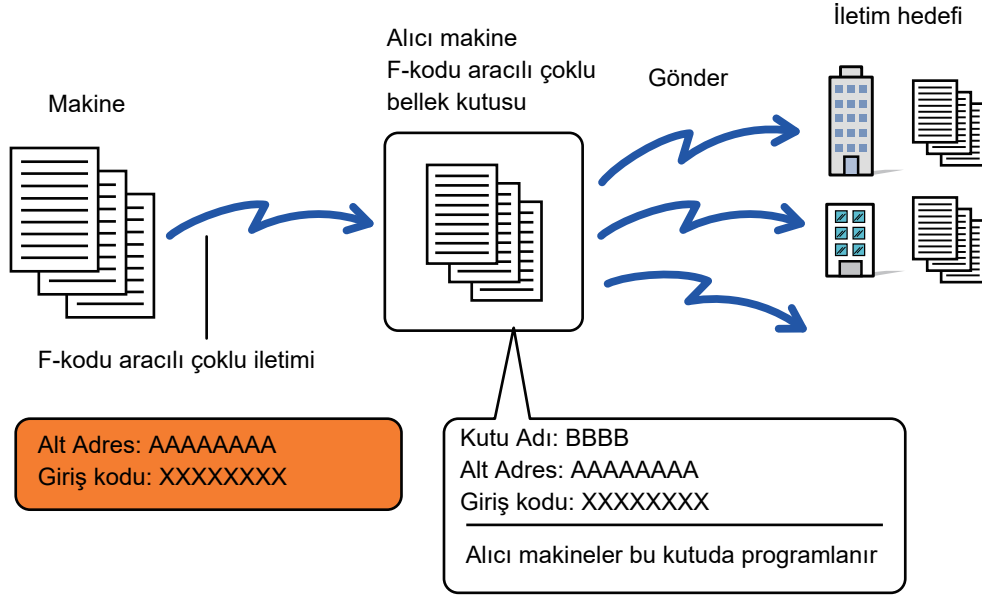 İletim hedefi
Alıcı makine
F-kodu aracılı çoklu
bellek kutusu
Gönder
Makine
F-kodu aracılı çoklu iletimi
Alt Adres: AAAAAAAA
Giriş kodu: XXXXXXXX
Kutu Adı: BBBB
Alt Adres: AAAAAAAA
Giriş kodu: XXXXXXXX
Alıcı makineler bu kutuda programlanır